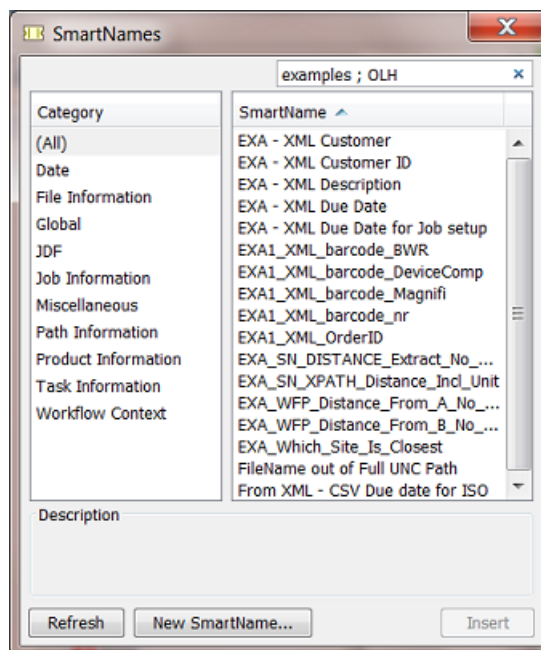 SmartNames
examples ; OLH
Category
(All)
Date
File Information
Global
JDF
Job Information
Miscellaneous
Path Information
Product Information
Task Information
Workflow Context
SmartName
EXA - XML Customer
EXA - XML Customer ID
EXA - XML Description
EXA - XML Due Date
EXA - XML Due Date for Job setup
EXA1_XML_barcode_BWR
EXA1_XML_barcode_DeviceComp
EXA1_XML_barcode_Magnifi
EXA1_XML_barcode_nr
EXA1_XML_OrderID
EXA_SN_DISTANCE_Extract_No_...
EXA_SN_XPATH_Distance_Incl_Unit
EXA_WFP_Distance_From_A_No_...
EXA_WFP_Distance_From_B_No_...
EXA_Which_Site_Is_Closest
FileName out of Full UNC Path
From XML - CSV Due date for ISO
Description
Refresh
New SmartName...
Insert